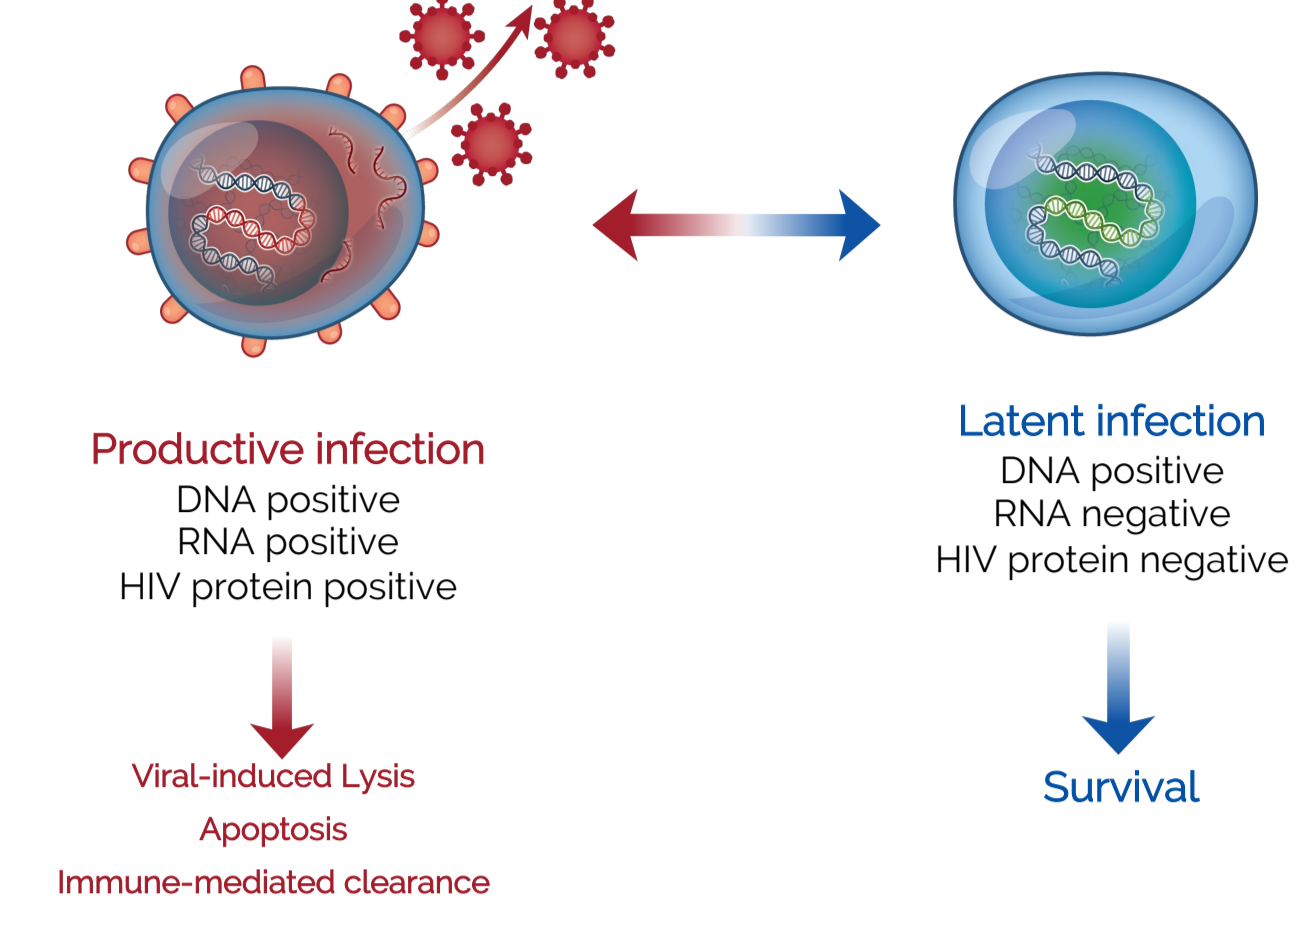 Productive infection
DNA positive
RNA positive
HIV protein positive
Viral-induced Lysis
Apoptosis
Immune-mediated clearance
Latent infection
DNA positive
RNA negative
HIV protein negative
Survival